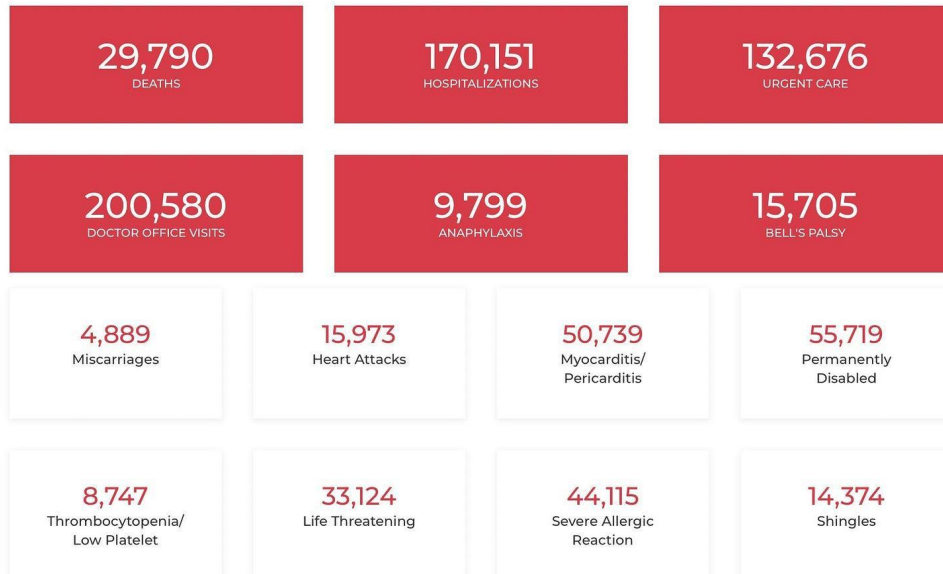 29,790
DEATHS
170,151
HOSPITALIZATIONS
132,676
URGENT CARE
200,580
DOCTOR OFFICE VISITS
9,799
ANAPHYLAXIS
15,705
BELL'S PALSY
4,889
Miscarriages
15,973
Heart Attacks
50,739
Myocarditis/
Pericarditis
55,719
Permanently
Disabled
8,747
Thrombocytopenia/
Low Platelet
33,124
Life Threatening
44,115
Severe Allergic
Reaction
14,374
Shingles